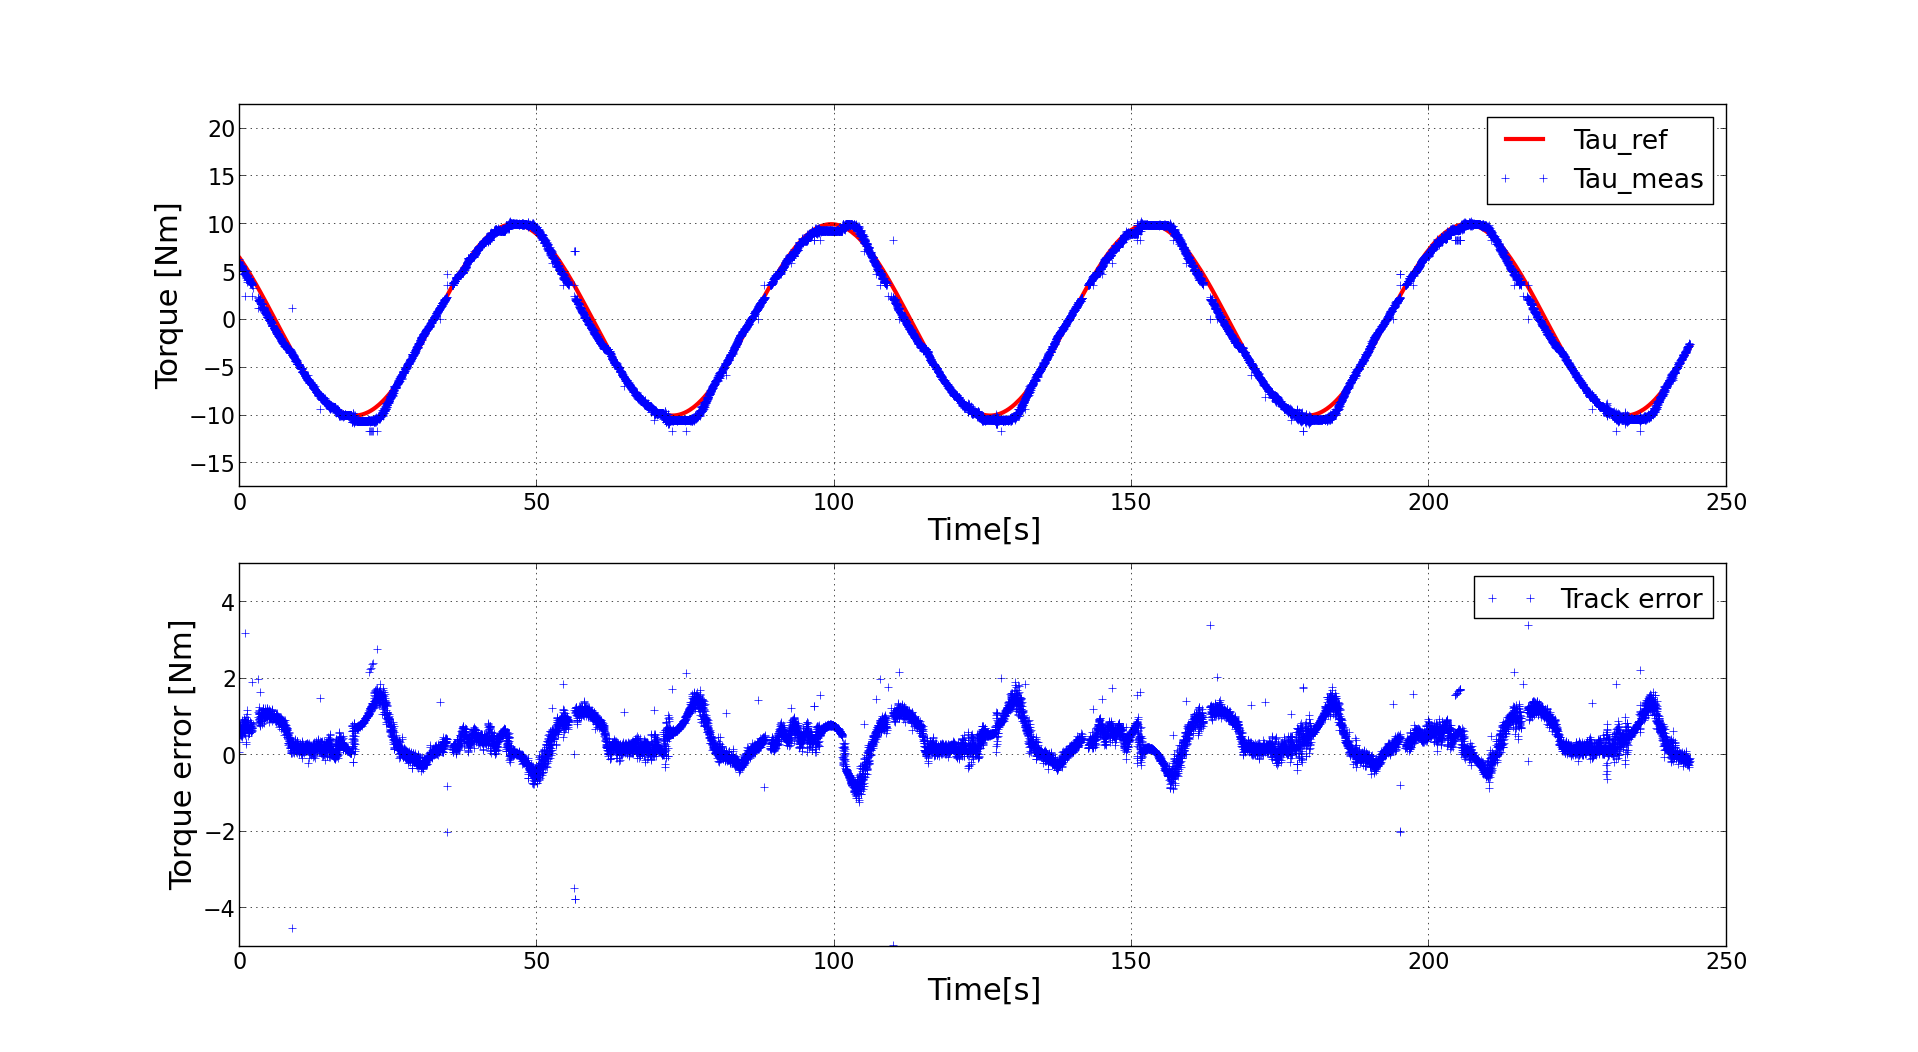 20
15
10
5
0
−5
−10
−15
Torque [Nm]
Tau_ref
Tau_meas
0 50 100 150 200 250
Time[s]
4
2
0
−2
−4
Torque error [Nm]
Track error
0 50 100 150 200 250
Time[s]